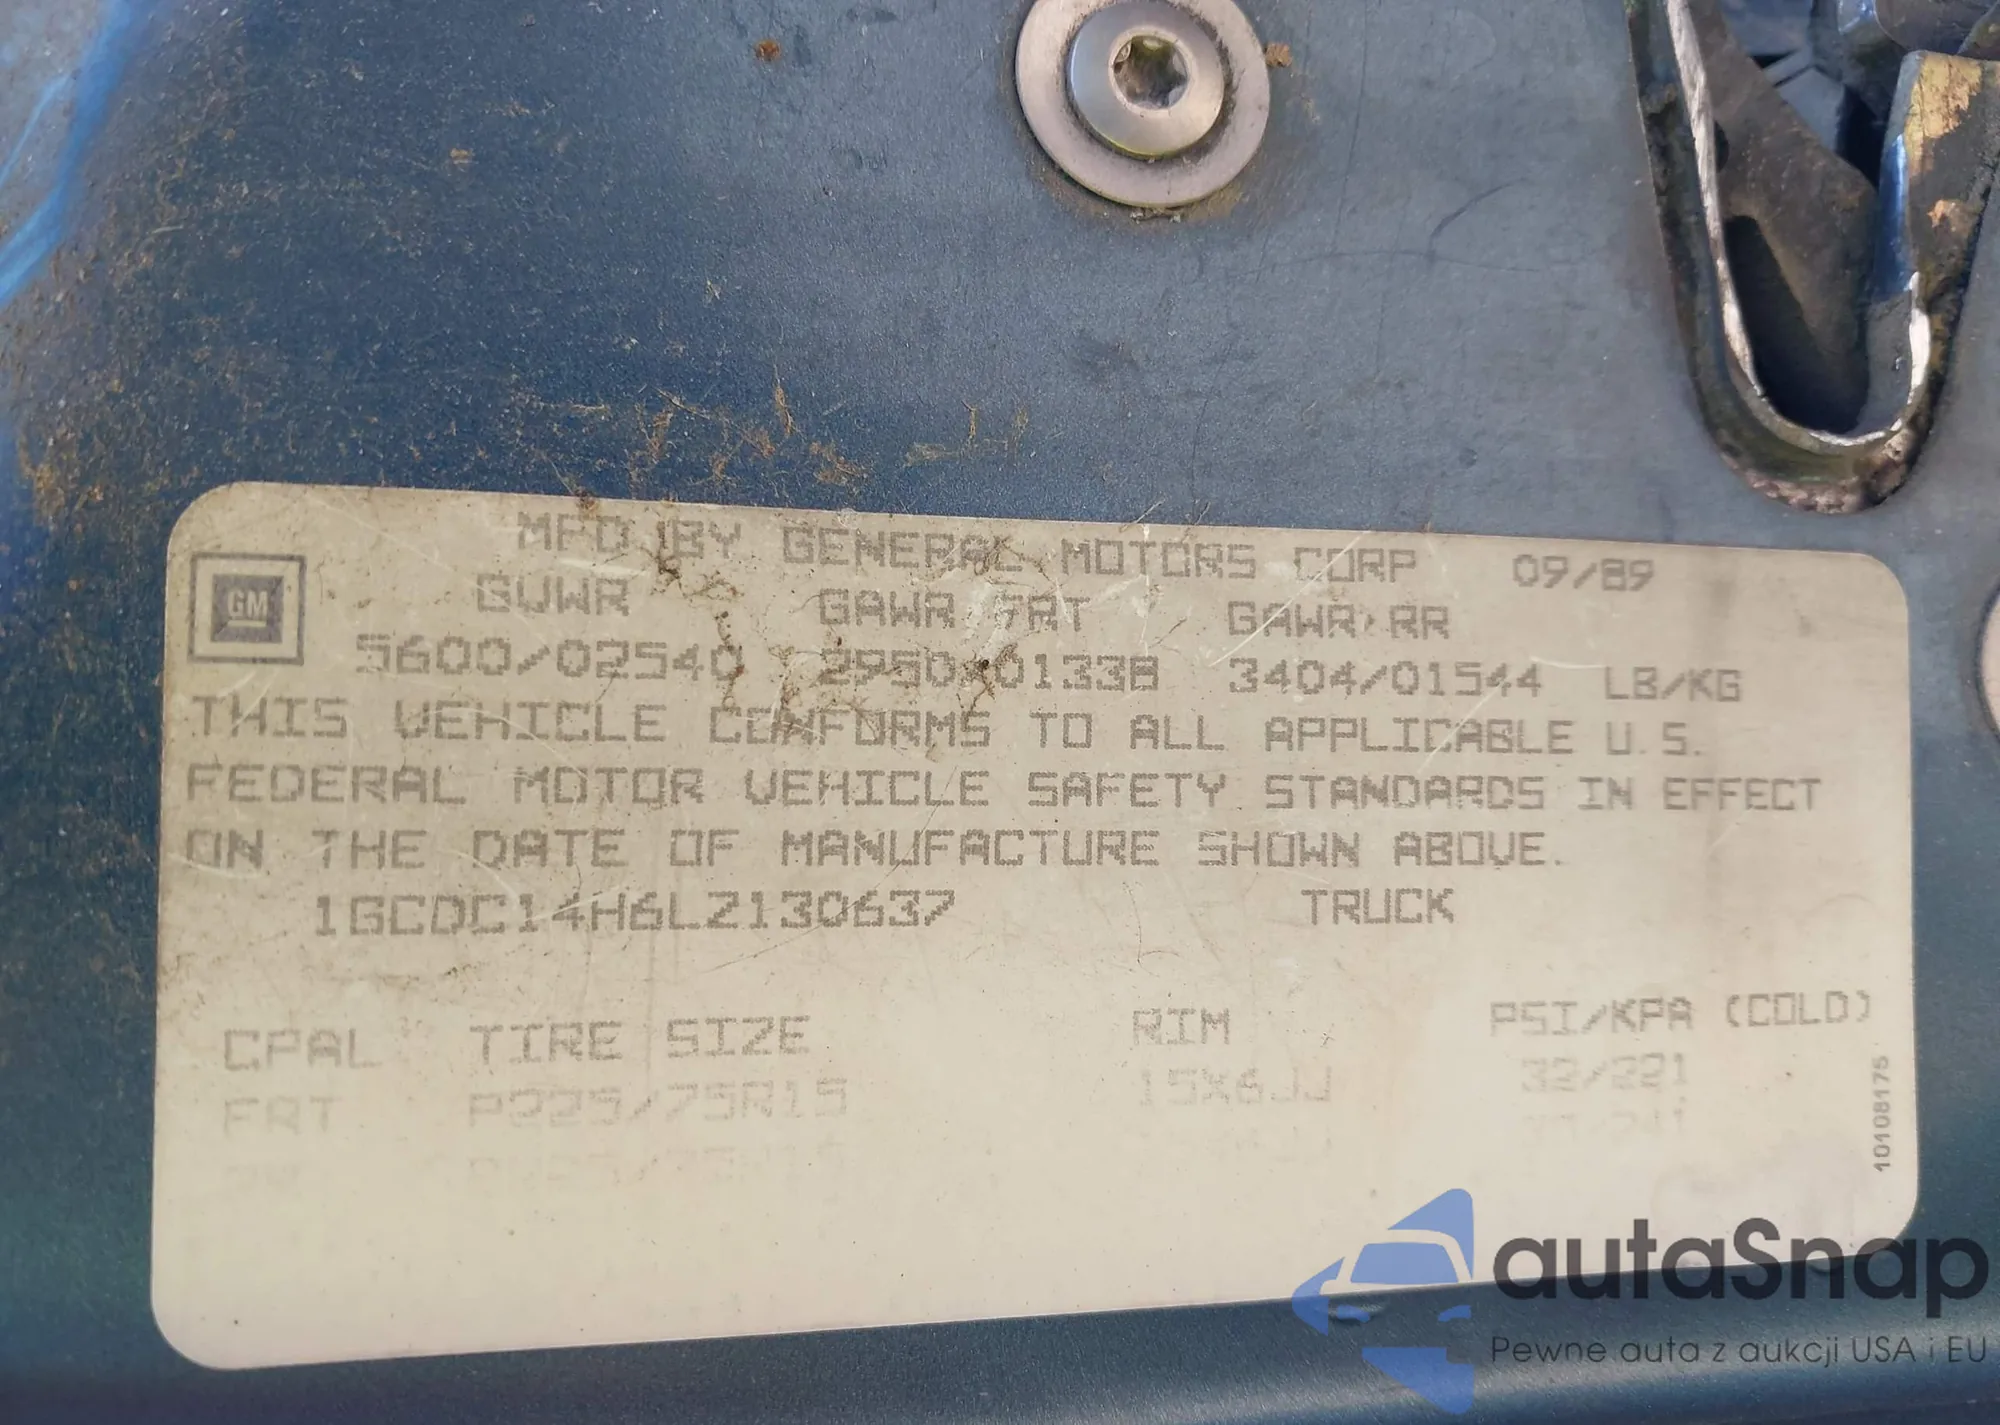 MFD BY GENERAL MOTORS CORP 09/89
GM
GVWR GAWR FRT GAWR RR
5600/02540 2950/01338 3404/01544 LB/KG
THIS VEHICLE CONFORMS TO ALL APPLICABLE U.S.
FEDERAL MOTOR VEHICLE SAFETY STANDARDS IN EFFECT
ON THE DATE OF MANUFACTURE SHOWN ABOVE.
1GCDC14H6LZ130637 TRUCK
CPAL TIRE SIZE RIM PSI/KPA (COLD)
FRT P225/75R15 15X6JJ 32/221
10108175
autaSnap
Pewne auta z aukcji USA i EU